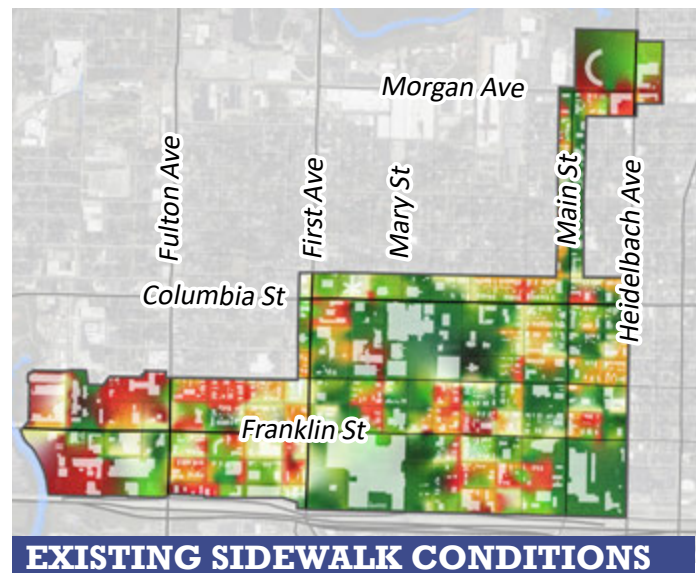 Morgan Ave
Fulton Ave
First Ave
Mary St
Main St
Heidelbach Ave
Columbia St
Franklin St
EXISTING SIDEWALK CONDITIONS